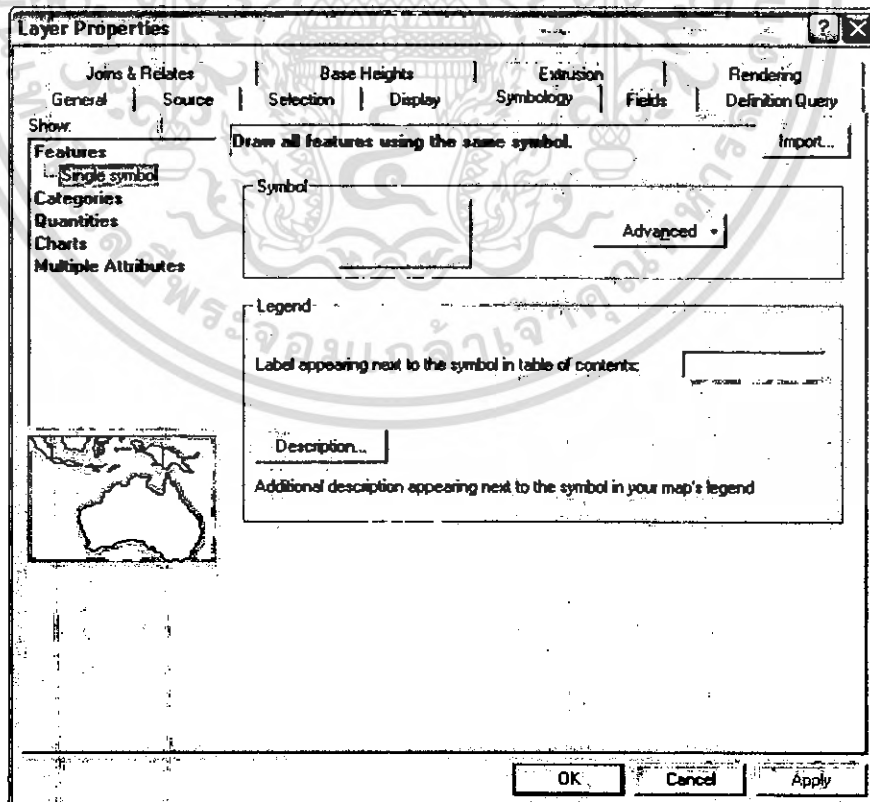 Layer Properties
Joins & Relates Base Heights Extrusion Rendering
General Source Selection Display Symbology Fields Definition Query
Show:
Features
Single symbol
Categories
Quantities
Charts
Multiple Attributes
Draw all features using the same symbol.
Import...
Symbol
Advanced
Legend
Label appearing next to the symbol in table of contents:
Description...
Additional description appearing next to the symbol in your map's legend
OK Cancel Apply